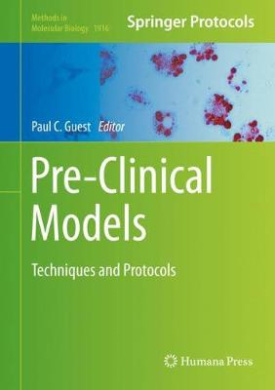 Methods in
Molecular Biology 1916
Springer Protocols
Paul C. Guest Editor
Pre-Clinical
Models
Techniques and Protocols
Humana Press